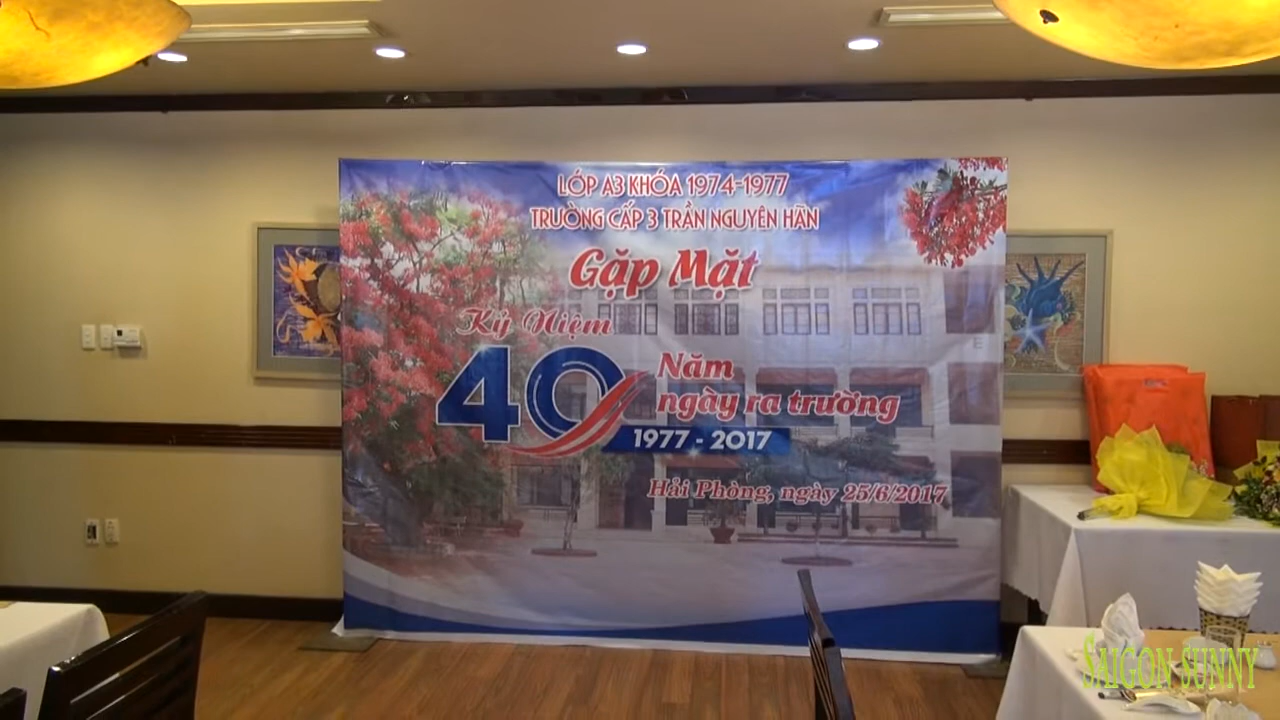 LỚP A3 KHÓA 1974-1977
TRƯỜNG CẤP 3 TRẦN NGUYÊN HÃN
Gặp Mặt
Kỷ Niệm
40 Năm
ngày ra trường
1977 - 2017
Hải Phòng, ngày 25/6/2017
SAIGON SUNNY